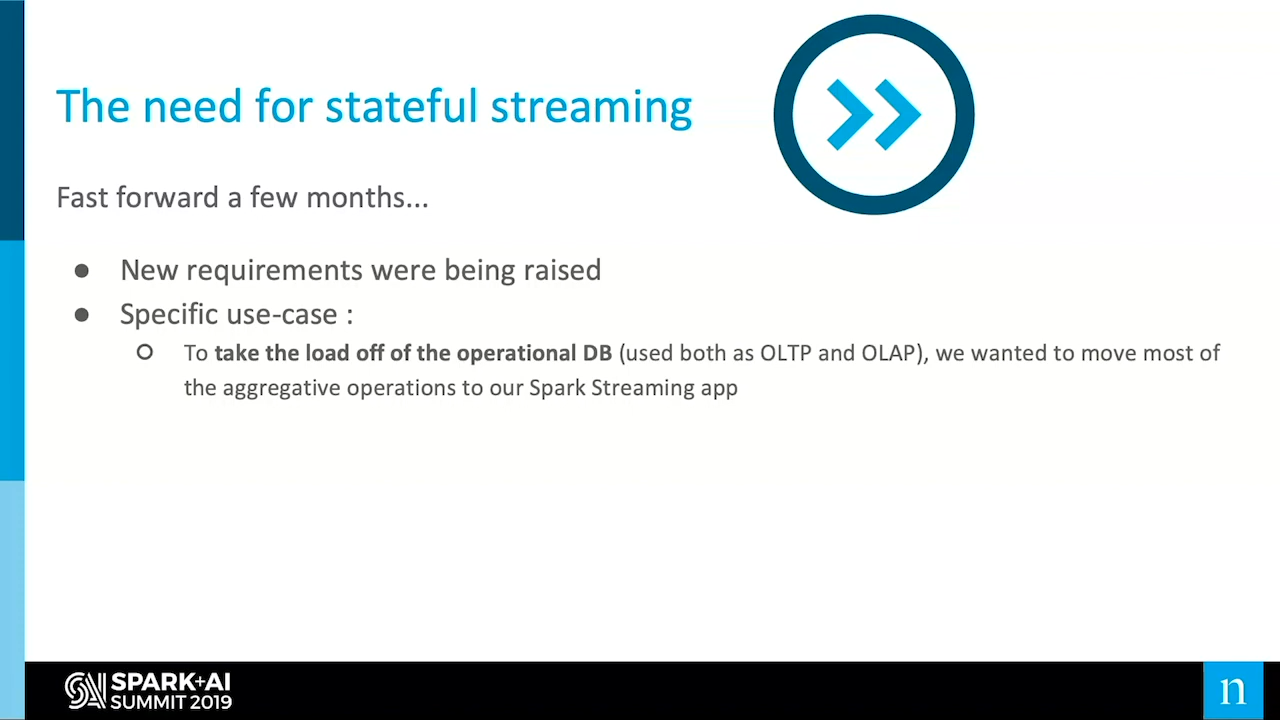 The need for stateful streaming
Fast forward a few months...
● New requirements were being raised
● Specific use-case :
○ To take the load off of the operational DB (used both as OLTP and OLAP), we wanted to move most of
the aggregative operations to our Spark Streaming app
SPARK+AI
SUMMIT 2019
n